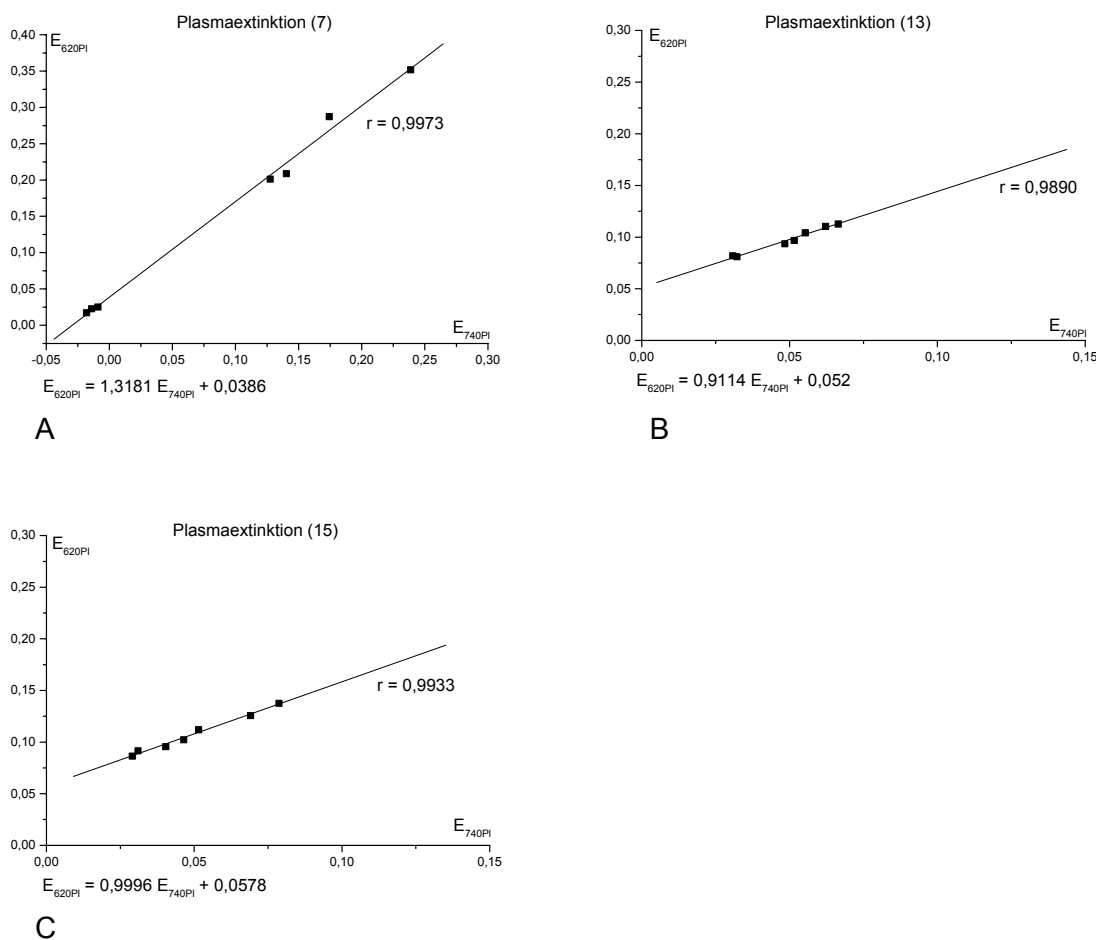 Plasmaextinktion (7)
E620Pl
0,40
0,35
0,30
0,25
0,20
0,15
0,10
0,05
0,00
r = 0,9973
E740Pl
-0,05 0,00 0,05 0,10 0,15 0,20 0,25 0,30
E620Pl = 1,3181 E740Pl + 0,0386
A
Plasmaextinktion (13)
E620Pl
0,30
0,25
0,20
0,15
0,10
0,05
0,00
r = 0,9890
E740Pl
0,00 0,05 0,10 0,15
E620Pl = 0,9114 E740Pl + 0,052
B
Plasmaextinktion (15)
E620Pl
0,30
0,25
0,20
0,15
0,10
0,05
0,00
r = 0,9933
E740Pl
0,00 0,05 0,10 0,15
E620Pl = 0,9996 E740Pl + 0,0578
C